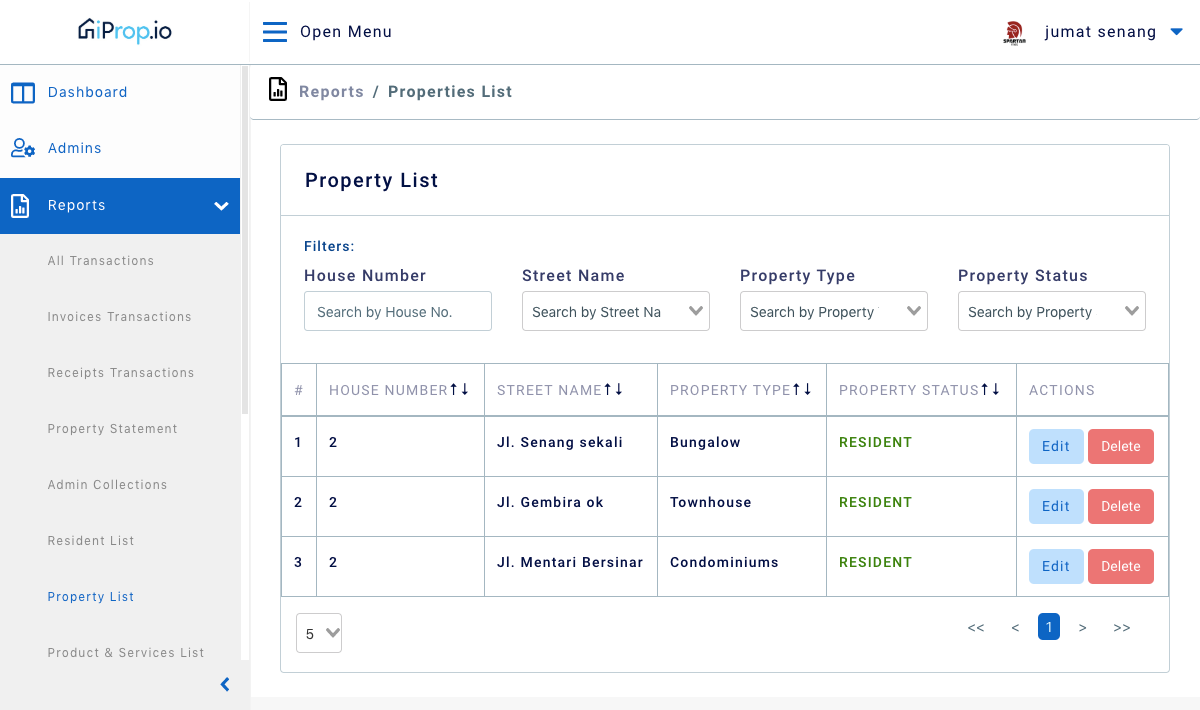 iProp.io
Open Menu
SPARTAN
jumat senang
Dashboard
Admins
Reports
All Transactions
Invoices Transactions
Receipts Transactions
Property Statement
Admin Collections
Resident List
Property List
Product & Services List
Reports / Properties List
Property List
Filters:
House Number Street Name Property Type Property Status
Search by House No. Search by Street Na Search by Property Search by Property
# HOUSE NUMBER↑↓ STREET NAME↑↓ PROPERTY TYPE↑↓ PROPERTY STATUS↑↓ ACTIONS
1 2 Jl. Senang sekali Bungalow RESIDENT Edit Delete
2 2 Jl. Gembira ok Townhouse RESIDENT Edit Delete
3 2 Jl. Mentari Bersinar Condominiums RESIDENT Edit Delete
5 << < 1 > >>